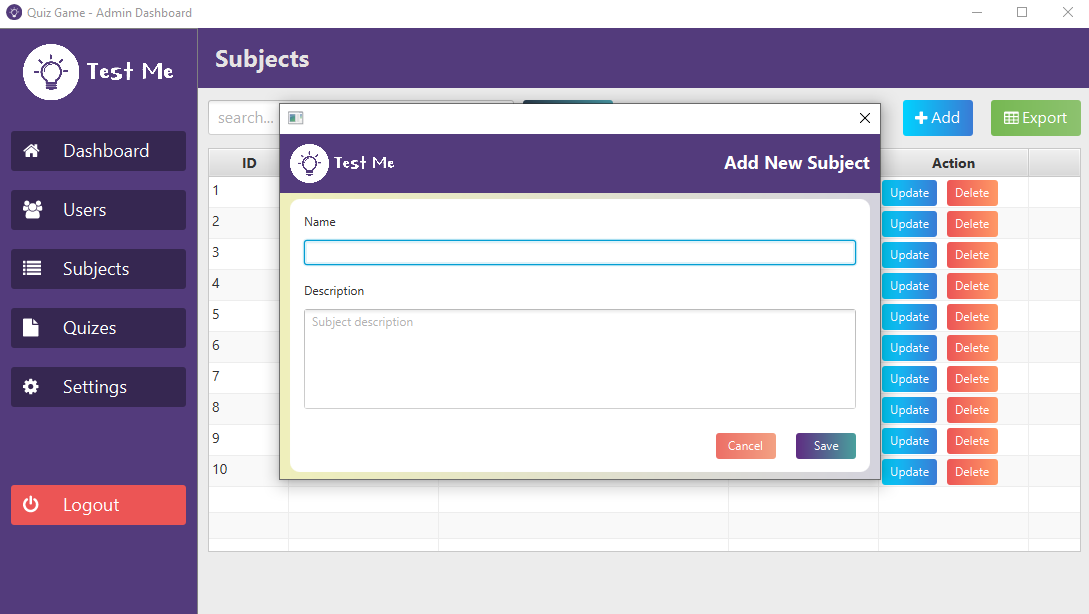 Quiz Game - Admin Dashboard
Test Me
Subjects
Dashboard
Users
Subjects
Quizes
Settings
Logout
search...
Add
Export
ID
Action
1
Update Delete
2
Update Delete
3
Update Delete
4
Update Delete
5
Update Delete
6
Update Delete
7
Update Delete
8
Update Delete
9
Update Delete
10
Update Delete
Test Me
Add New Subject
Name
Description
Subject description
Cancel
Save